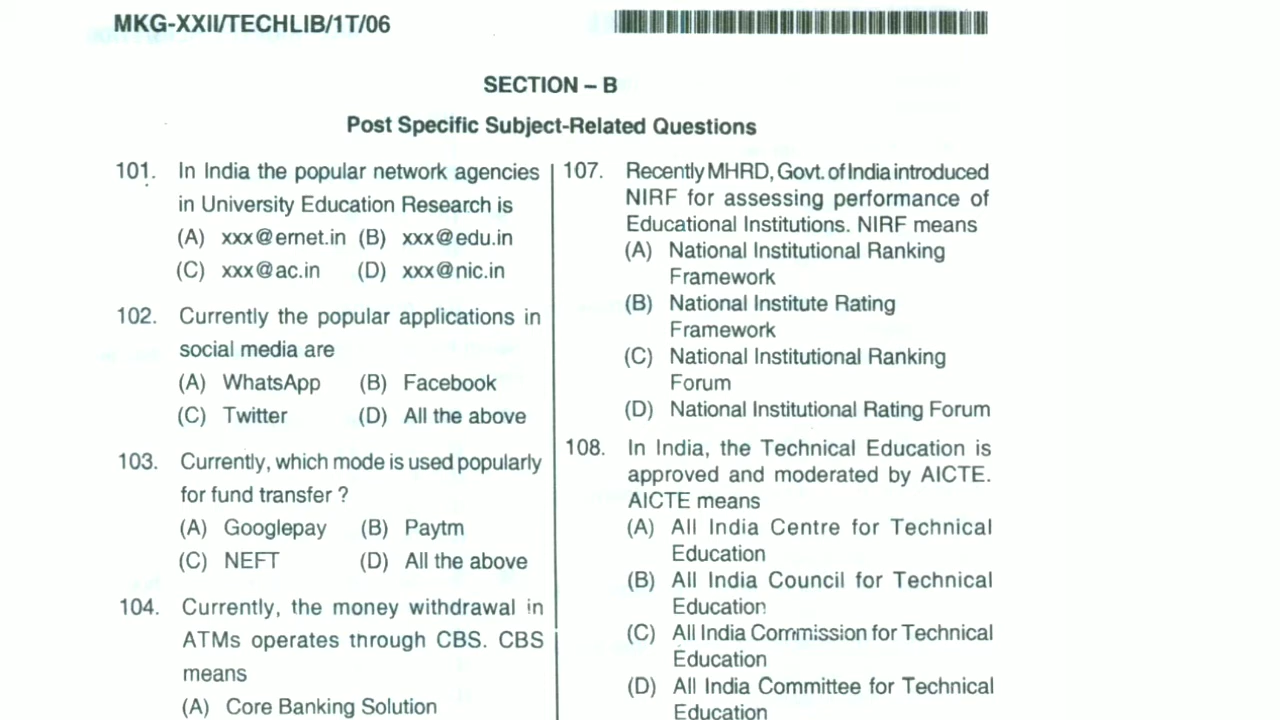 MKG-XXII/TECHLIB/1T/06
SECTION – B
Post Specific Subject-Related Questions
101. In India the popular network agencies
in University Education Research is
(A) xxx@ernet.in (B) xxx@edu.in
(C) xxx@ac.in (D) xxx@nic.in
102. Currently the popular applications in
social media are
(A) WhatsApp (B) Facebook
(C) Twitter (D) All the above
103. Currently, which mode is used popularly
for fund transfer ?
(A) Googlepay (B) Paytm
(C) NEFT (D) All the above
104. Currently, the money withdrawal in
ATMs operates through CBS. CBS
means
(A) Core Banking Solution
107. Recently MHRD, Govt. of India introduced
NIRF for assessing performance of
Educational Institutions. NIRF means
(A) National Institutional Ranking
Framework
(B) National Institute Rating
Framework
(C) National Institutional Ranking
Forum
(D) National Institutional Rating Forum
108. In India, the Technical Education is
approved and moderated by AICTE.
AICTE means
(A) All India Centre for Technical
Education
(B) All India Council for Technical
Education
(C) All India Commission for Technical
Education
(D) All India Committee for Technical
Education